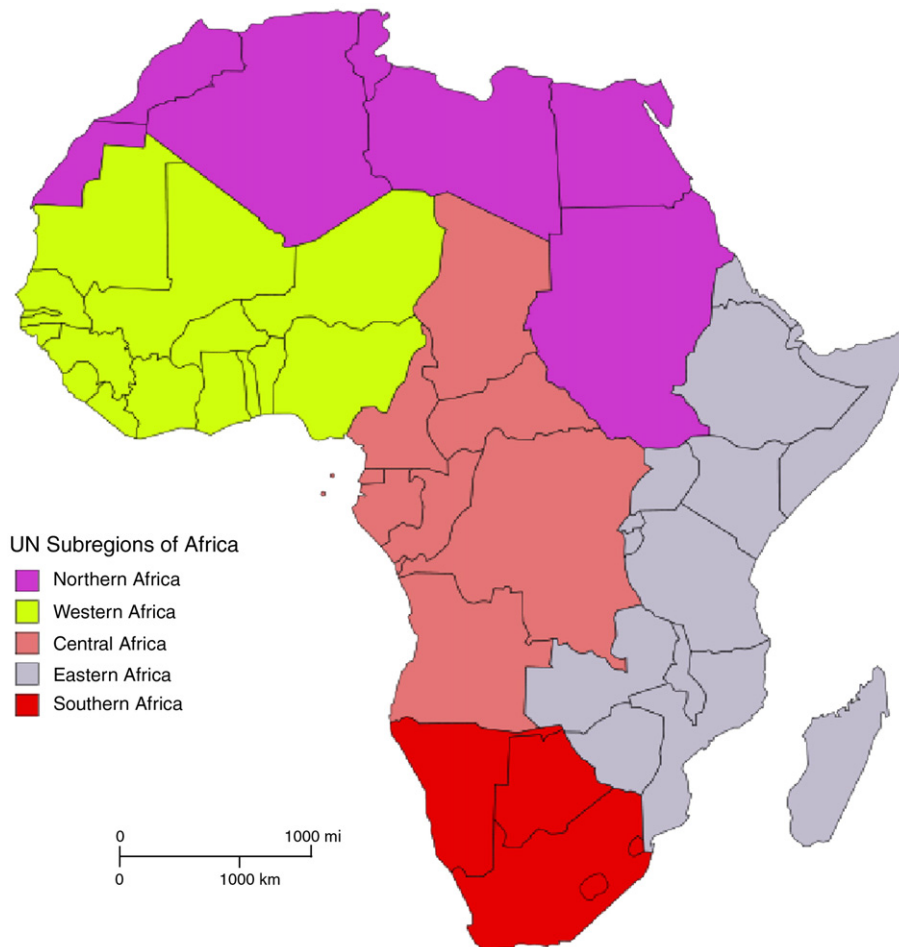 UN Subregions of Africa
Northern Africa
Western Africa
Central Africa
Eastern Africa
Southern Africa
0 1000 mi
0 1000 km